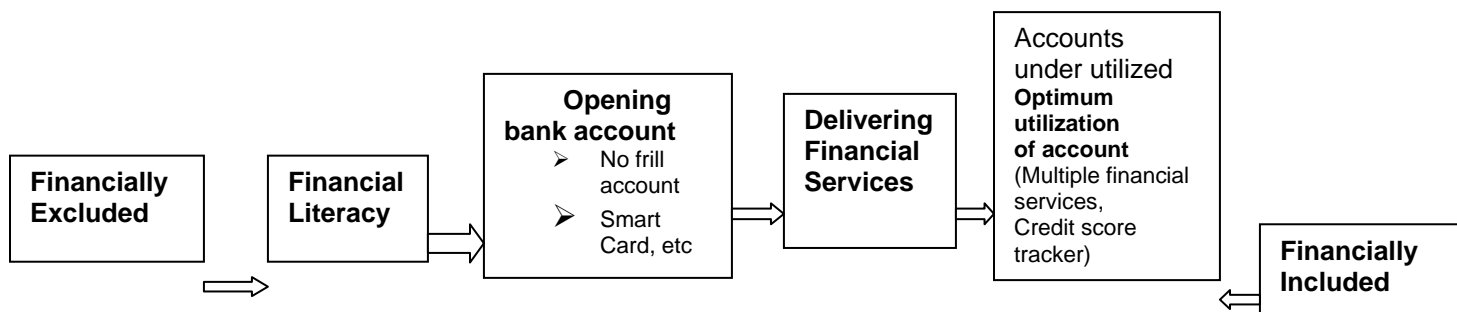 Financially
Excluded
Financial
Literacy
Opening
bank account
➢ No frill
account
➢ Smart
Card, etc
Delivering
Financial
Services
Accounts
under utilized
Optimum
utilization
of account
(Multiple financial
services,
Credit score
tracker)
Financially
Included